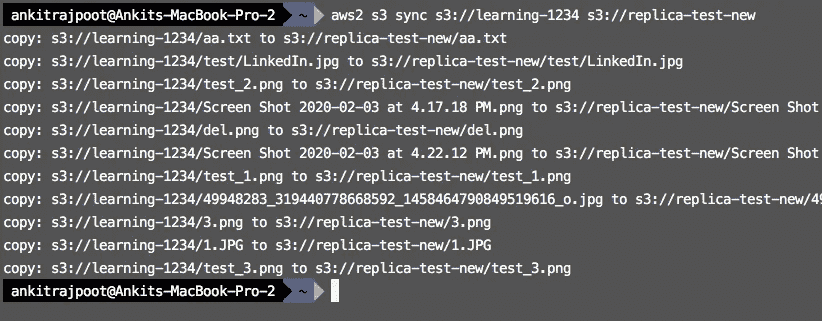 ankitrajpoot@Ankits-MacBook-Pro-2 ~ aws2 s3 sync s3://learning-1234 s3://replica-test-new
copy: s3://learning-1234/aa.txt to s3://replica-test-new/aa.txt
copy: s3://learning-1234/test/LinkedIn.jpg to s3://replica-test-new/test/LinkedIn.jpg
copy: s3://learning-1234/test_2.png to s3://replica-test-new/test_2.png
copy: s3://learning-1234/Screen Shot 2020-02-03 at 4.17.18 PM.png to s3://replica-test-new/Screen Shot
copy: s3://learning-1234/del.png to s3://replica-test-new/del.png
copy: s3://learning-1234/Screen Shot 2020-02-03 at 4.22.12 PM.png to s3://replica-test-new/Screen Shot
copy: s3://learning-1234/test_1.png to s3://replica-test-new/test_1.png
copy: s3://learning-1234/49948283_319440778668592_1458464790849519616_o.jpg to s3://replica-test-new/49
copy: s3://learning-1234/3.png to s3://replica-test-new/3.png
copy: s3://learning-1234/1.JPG to s3://replica-test-new/1.JPG
copy: s3://learning-1234/test_3.png to s3://replica-test-new/test_3.png
ankitrajpoot@Ankits-MacBook-Pro-2 ~